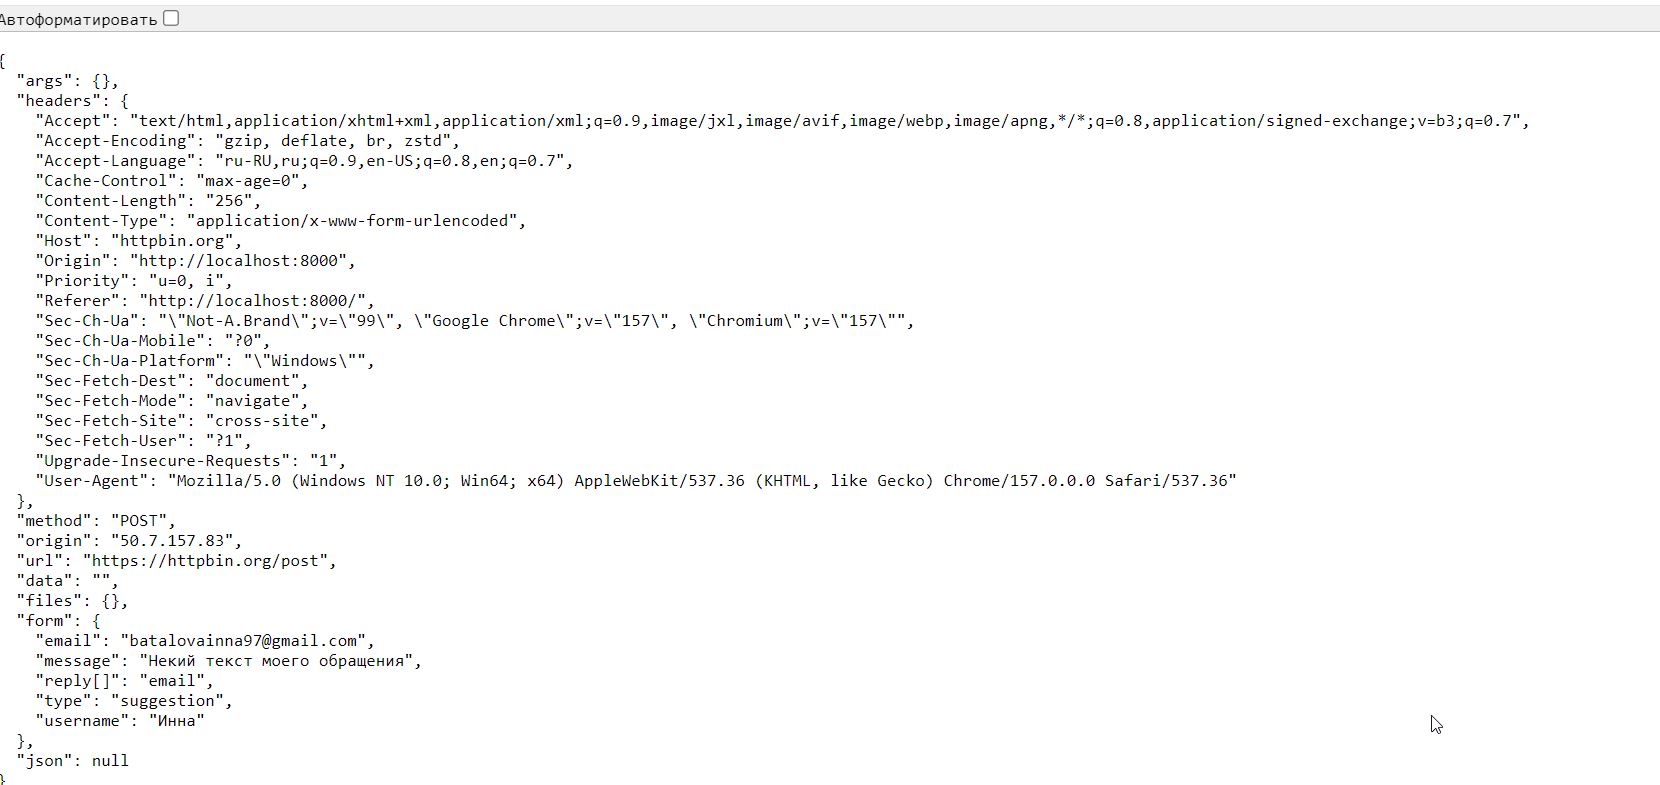 Автоформатировать
{
  "args": {},
  "headers": {
    "Accept": "text/html,application/xhtml+xml,application/xml;q=0.9,image/jxl,image/avif,image/webp,image/apng,*/*;q=0.8,application/signed-exchange;v=b3;q=0.7",
    "Accept-Encoding": "gzip, deflate, br, zstd",
    "Accept-Language": "ru-RU,ru;q=0.9,en-US;q=0.8,en;q=0.7",
    "Cache-Control": "max-age=0",
    "Content-Length": "256",
    "Content-Type": "application/x-www-form-urlencoded",
    "Host": "httpbin.org",
    "Origin": "http://localhost:8000",
    "Priority": "u=0, i",
    "Referer": "http://localhost:8000/",
    "Sec-Ch-Ua": "\"Not-A.Brand\";v=\"99\", \"Google Chrome\";v=\"157\", \"Chromium\";v=\"157\"",
    "Sec-Ch-Ua-Mobile": "?0",
    "Sec-Ch-Ua-Platform": "\"Windows\"",
    "Sec-Fetch-Dest": "document",
    "Sec-Fetch-Mode": "navigate",
    "Sec-Fetch-Site": "cross-site",
    "Sec-Fetch-User": "?1",
    "Upgrade-Insecure-Requests": "1",
    "User-Agent": "Mozilla/5.0 (Windows NT 10.0; Win64; x64) AppleWebKit/537.36 (KHTML, like Gecko) Chrome/157.0.0.0 Safari/537.36"
  },
  "method": "POST",
  "origin": "50.7.157.83",
  "url": "https://httpbin.org/post",
  "data": "",
  "files": {},
  "form": {
    "email": "batalovainna97@gmail.com",
    "message": "Некий текст моего обращения",
    "reply[]": "email",
    "type": "suggestion",
    "username": "Инна"
  },
  "json": null
}